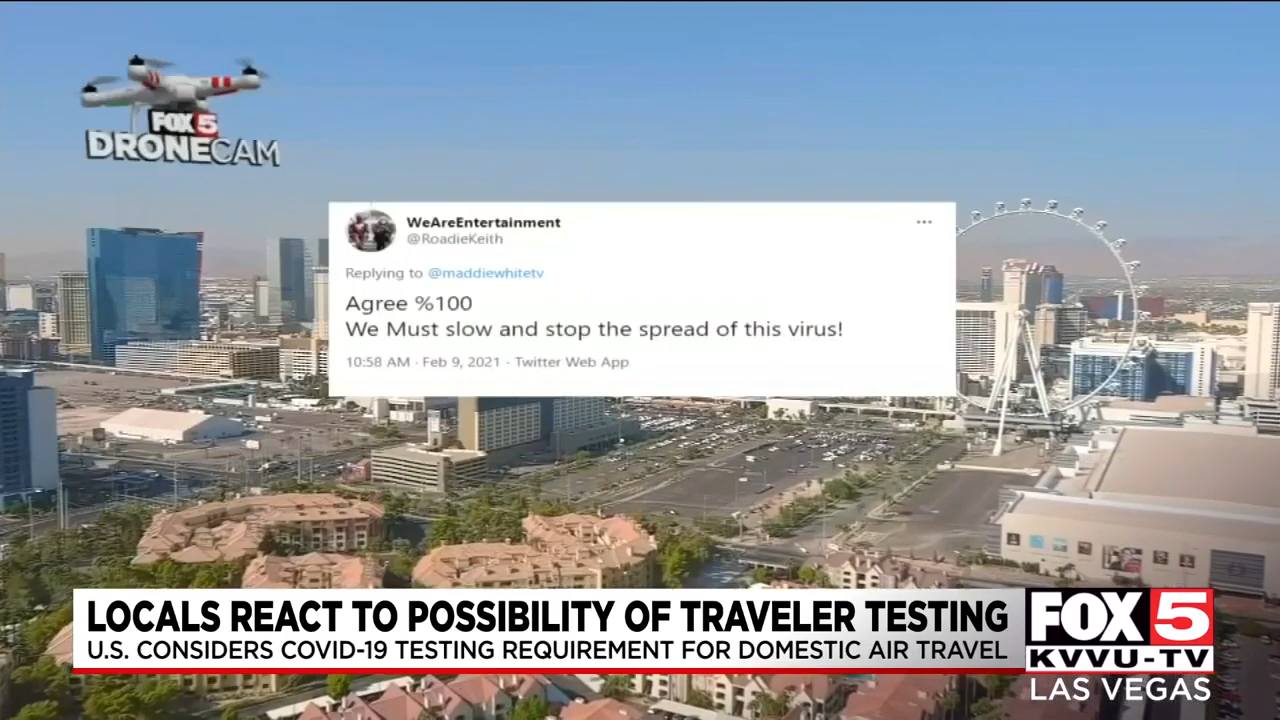 FOX 5
DRONECAM
WeAreEntertainment
@RoadieKeith
Replying to @maddiewhitetv
Agree %100
We Must slow and stop the spread of this virus!
10:58 AM · Feb 9, 2021 · Twitter Web App
LOCALS REACT TO POSSIBILITY OF TRAVELER TESTING
U.S. CONSIDERS COVID-19 TESTING REQUIREMENT FOR DOMESTIC AIR TRAVEL
FOX 5
KVVU-TV
LAS VEGAS